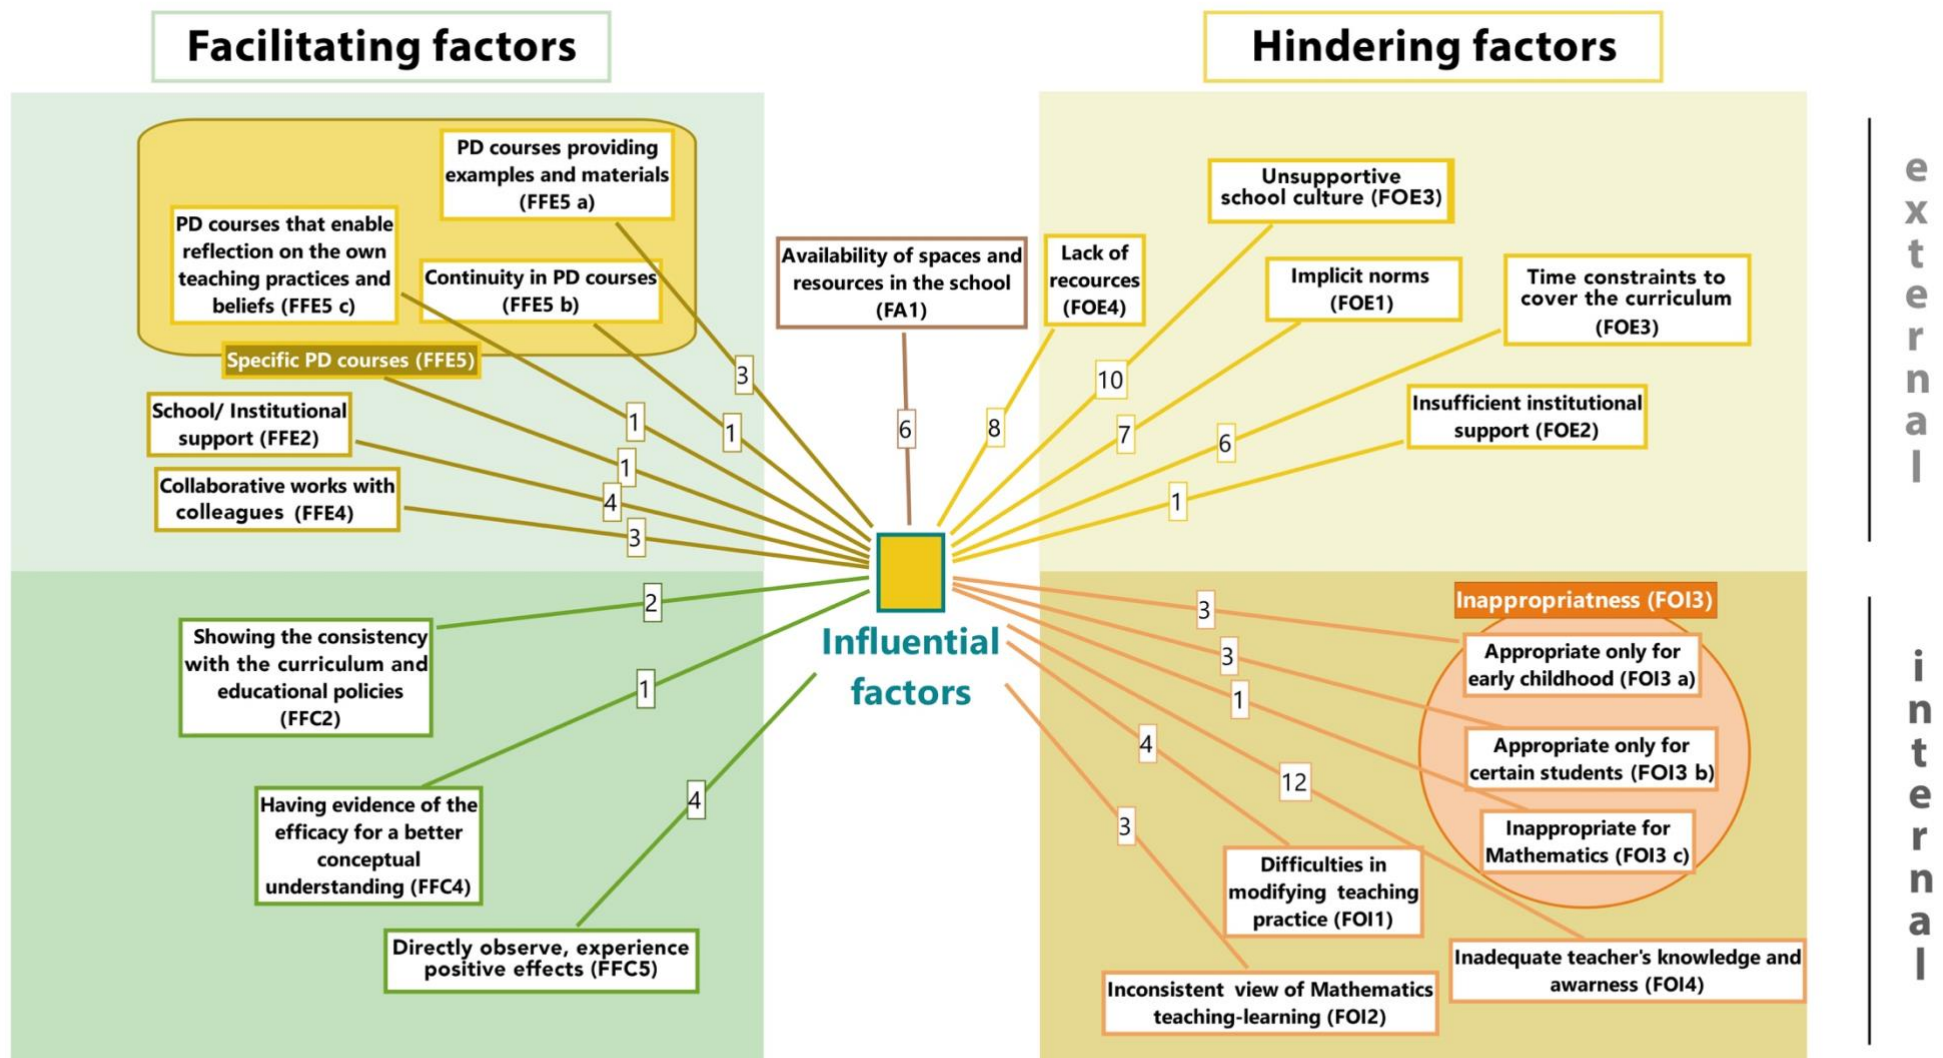 Facilitating factors
Hindering factors
PD courses providing
examples and materials
(FFE5 a)
PD courses that enable
reflection on the own
teaching practices and
beliefs (FFE5 c)
Continuity in PD courses
(FFE5 b)
Specific PD courses (FFE5)
School/ Institutional
support (FFE2)
Collaborative works with
colleagues (FFE4)
3
1
1
1
4
3
Availability of spaces and
resources in the school
(FA1)
6
Lack of
recources
(FOE4)
Unsupportive
school culture (FOE3)
Implicit norms
(FOE1)
Time constraints to
cover the curriculum
(FOE3)
Insufficient institutional
support (FOE2)
8
10
7
6
1
external
Influential
factors
Showing the consistency
with the curriculum and
educational policies
(FFC2)
Having evidence of the
efficacy for a better
conceptual
understanding (FFC4)
Directly observe, experience
positive effects (FFC5)
2
1
4
Inappropriatness (FOI3)
Appropriate only for
early childhood (FOI3 a)
Appropriate only for
certain students (FOI3 b)
Inappropriate for
Mathematics (FOI3 c)
Difficulties in
modifying teaching
practice (FOI1)
Inadequate teacher's knowledge and
awarness (FOI4)
Inconsistent view of Mathematics
teaching-learning (FOI2)
3
3
1
4
12
3
internal